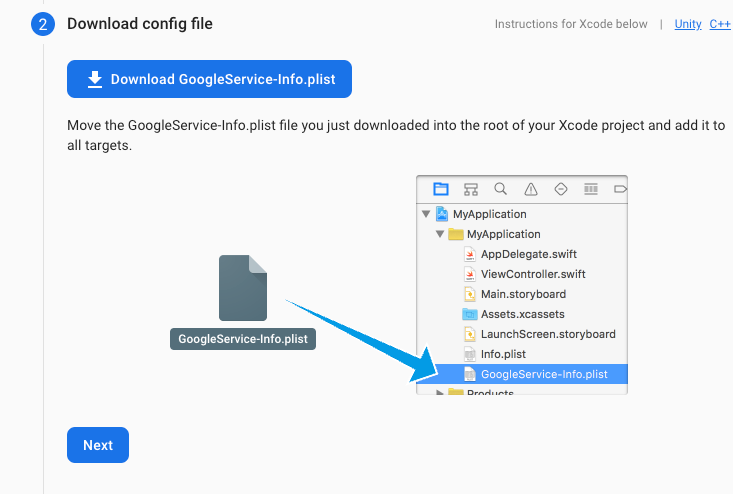 2 Download config file Instructions for Xcode below | Unity C++
Download GoogleService-Info.plist
Move the GoogleService-Info.plist file you just downloaded into the root of your Xcode project and add it to
all targets.
MyApplication
MyApplication
AppDelegate.swift
ViewController.swift
Main.storyboard
Assets.xcassets
LaunchScreen.storyboard
Info.plist
GoogleService-Info.plist
Products
GoogleService-Info.plist
Next